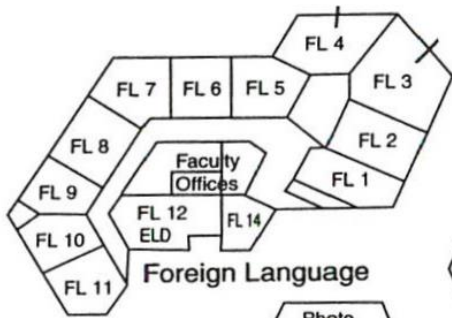 FL 4
FL 3
FL 7
FL 6
FL 5
FL 2
FL 8
FL 1
Faculty
Offices
FL 9
FL 12
ELD
FL 14
FL 10
FL 11
Foreign Language
Photo